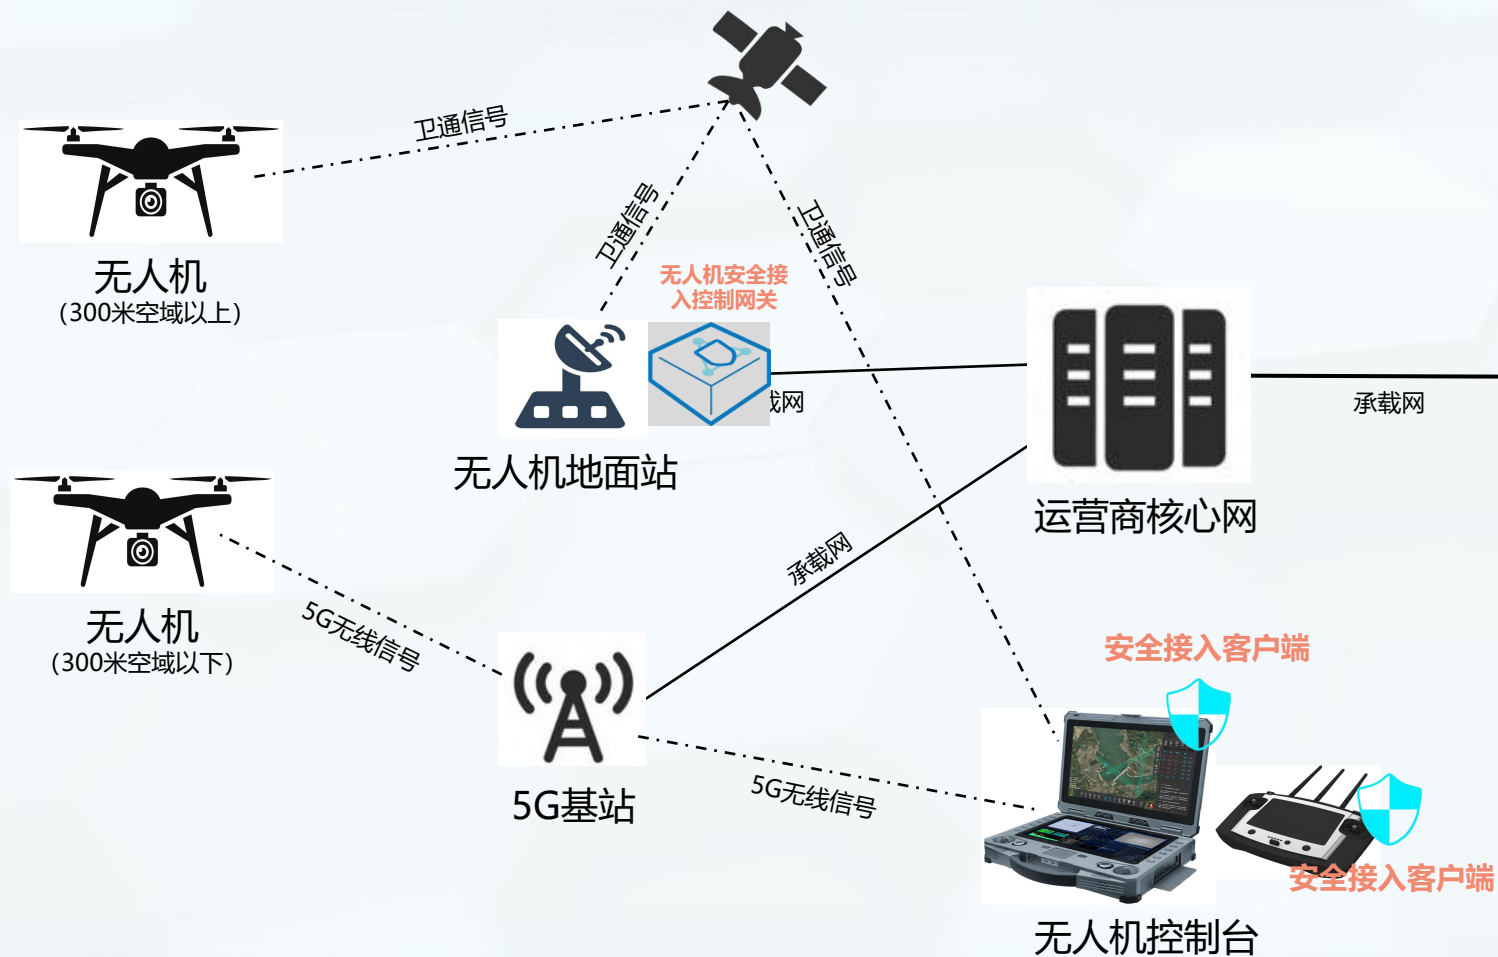 卫通信号
无人机
（300米空域以上）
卫通信号
卫通信号
无人机安全接
入控制网关
载网
承载网
无人机地面站
运营商核心网
承载网
无人机
（300米空域以下）
5G无线信号
安全接入客户端
5G基站
5G无线信号
安全接入客户端
无人机控制台